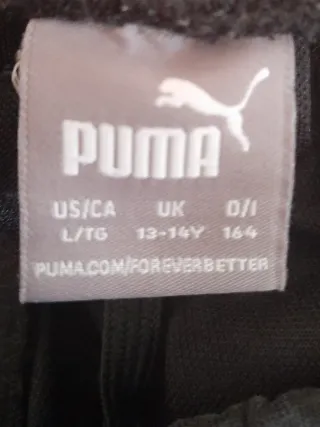 PUMA
US/CA UK D/I
L/TG 13-14Y 164
PUMA.COM/FOREVERBETTER